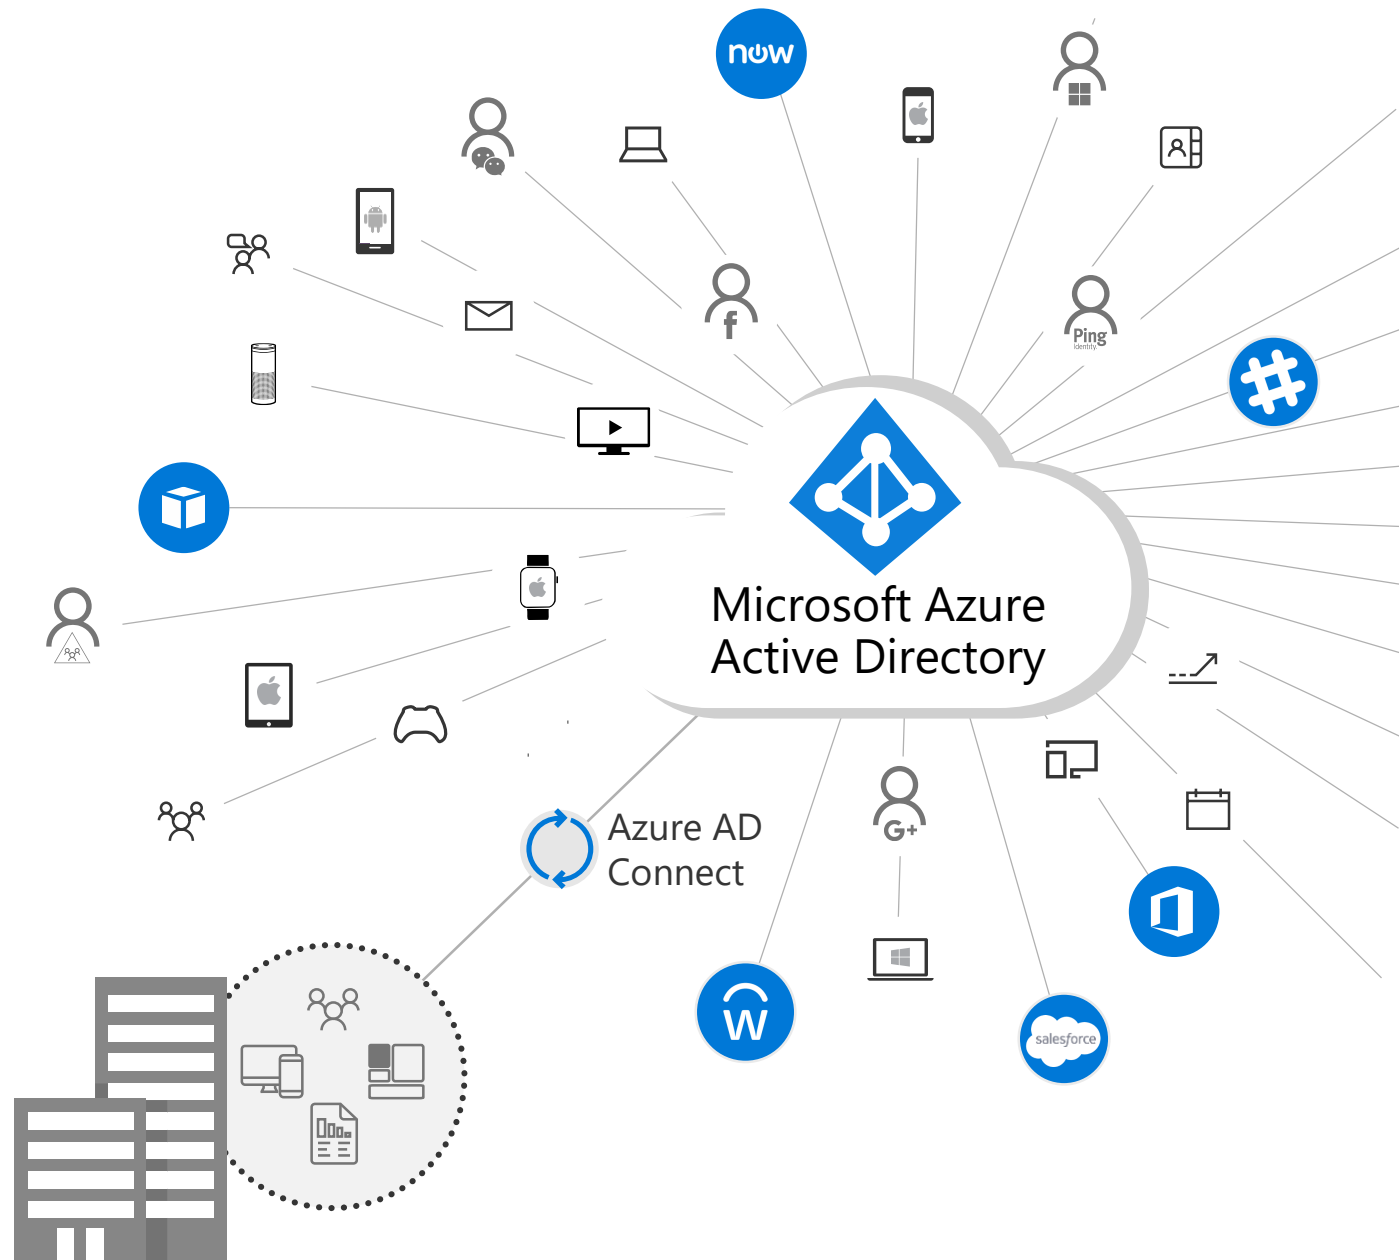 now
f
Ping
Identity.
Microsoft Azure
Active Directory
Azure AD
Connect
G+
W
salesforce